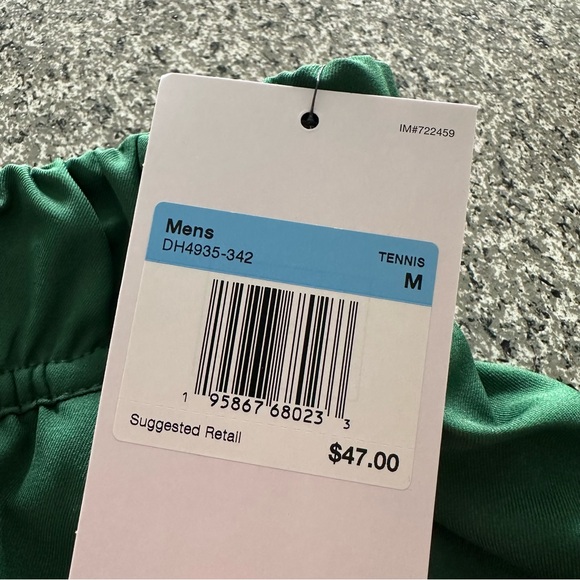 IM#722459
Mens
DH4935-342
TENNIS
M
1 95867 68023 3
Suggested Retail
$47.00